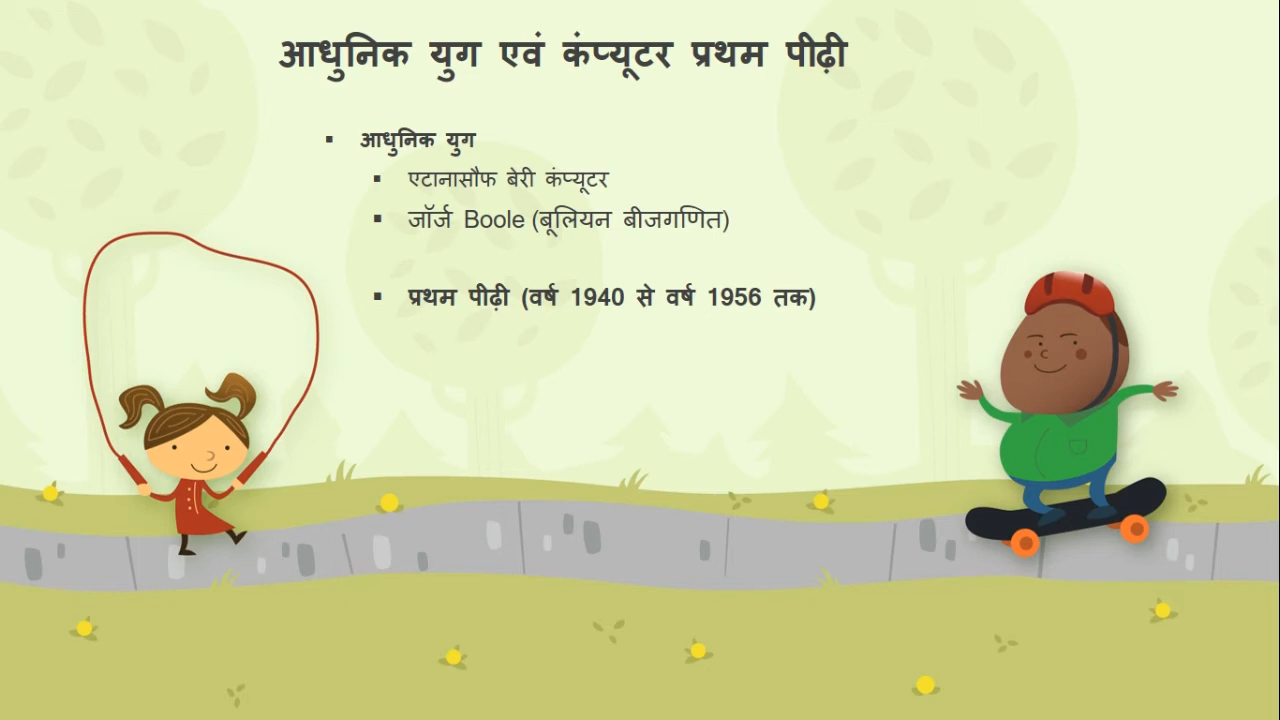 आधुनिक युग एवं कंप्यूटर प्रथम पीढ़ी
▪ आधुनिक युग
▪ एटानासौफ बेरी कंप्यूटर
▪ जॉर्ज Boole (बूलियन बीजगणित)
▪ प्रथम पीढ़ी (वर्ष 1940 से वर्ष 1956 तक)